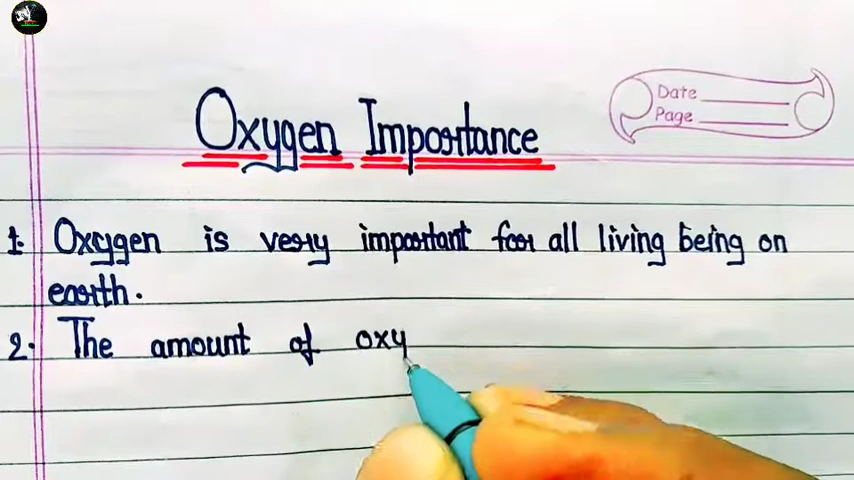 Date
Page
Oxygen Importance
1. Oxygen is very important for all living being on
earth.
2. The amount of oxy